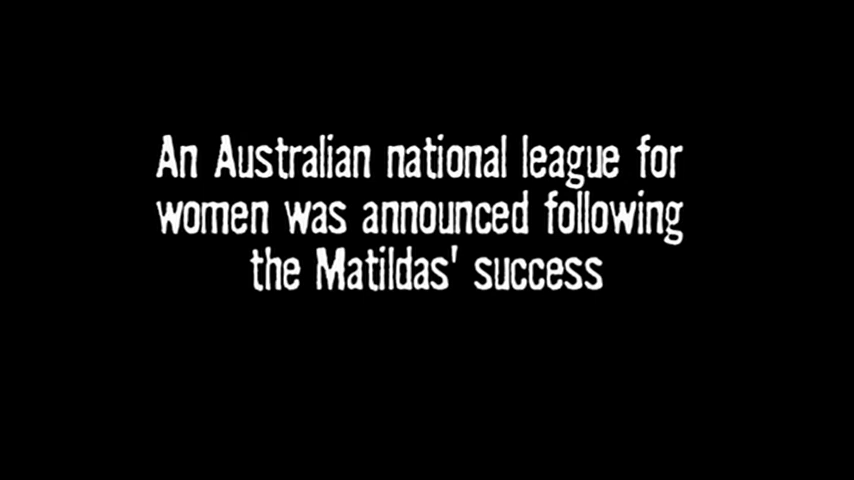 An Australian national league for
women was announced following
the Matildas' success